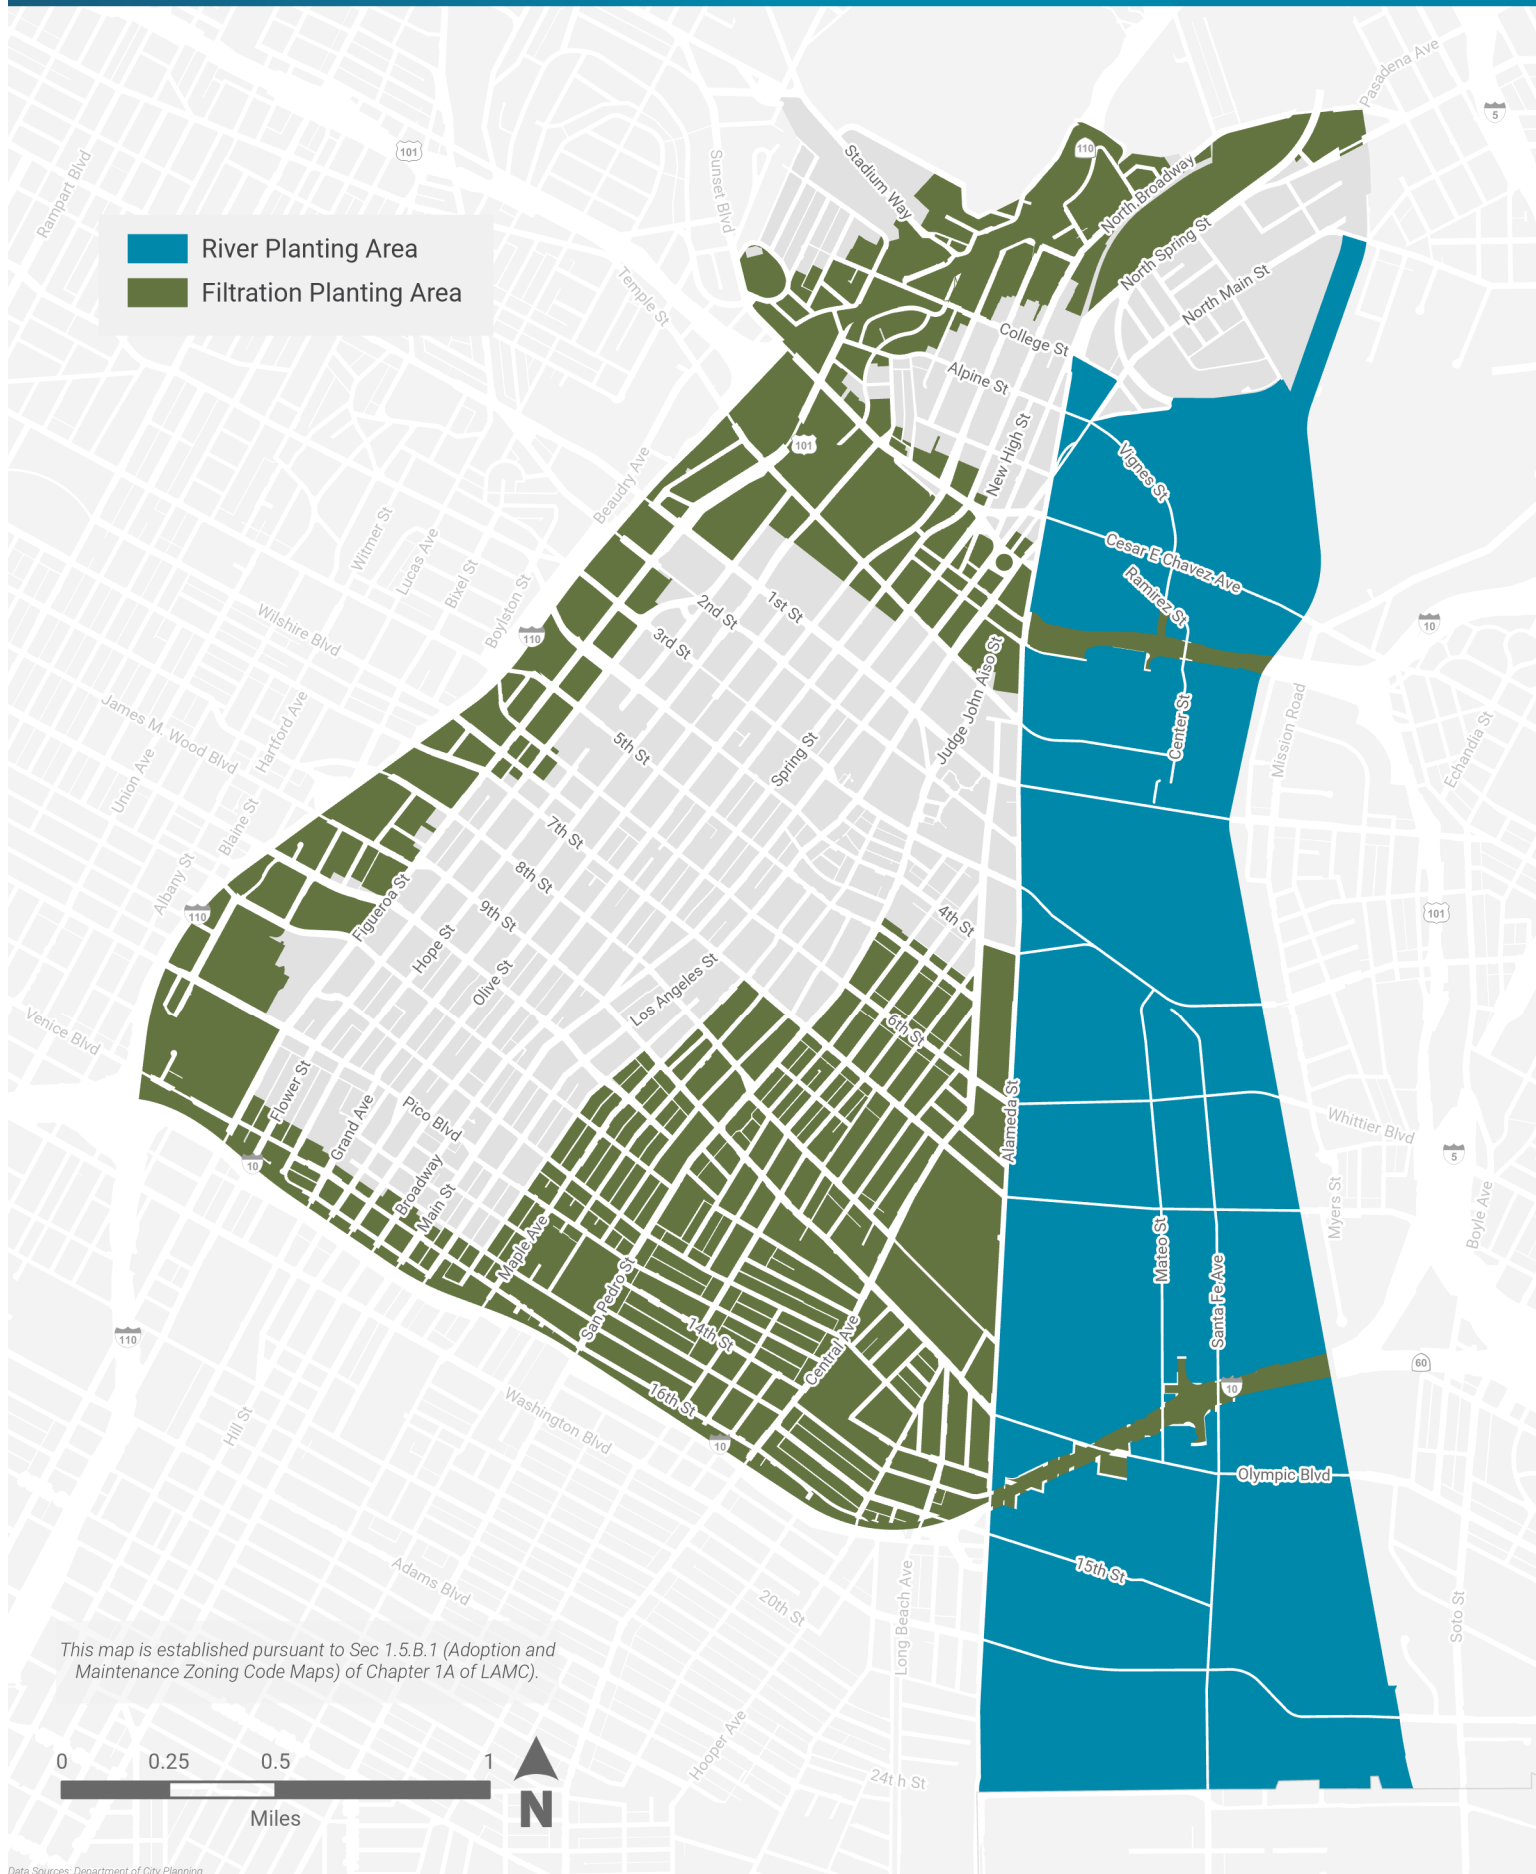 Pasadena Ave
5
101
Rampart Blvd
Sunset Blvd
110
Stadium Way
North Broadway
River Planting Area
Filtration Planting Area
North Spring St
Temple St
North Main St
College St
Alpine St
101
New High St
Vignes St
Beaudry Ave
Witmer St
Lucas Ave
Bixel St
Boylston St
Cesar E Chavez Ave
Ramirez St
Wilshire Blvd
110
2nd St
1st St
3rd St
10
Judge John Aiso St
James M. Wood Blvd
Hartford Ave
Union Ave
5th St
Spring St
Center St
Mission Road
Echandia St
Blaine St
Albany St
7th St
8th St
Figueroa St
9th St
4th St
110
101
Hope St
Olive St
Los Angeles St
Venice Blvd
6th St
Flower St
Grand Ave
Pico Blvd
Alameda St
Whittier Blvd
10
5
Broadway
Main St
Maple Ave
Mateo St
Santa Fe Ave
Myers St
Boyle Ave
San Pedro St
14th St
Central Ave
110
60
10
Hill St
Washington Blvd
16th St
10
Olympic Blvd
Adams Blvd
15th St
20th St
Long Beach Ave
Soto St
This map is established pursuant to Sec 1.5.B.1 (Adoption and
Maintenance Zoning Code Maps) of Chapter 1A of LAMC).
Hooper Ave
24th St
0 0.25 0.5 1
Miles
N
Data Sources: Department of City Planning